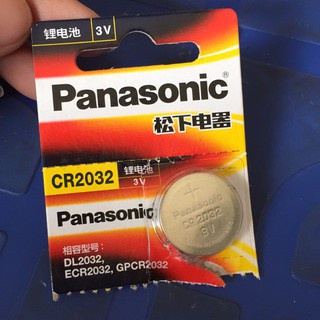 锂电池 3V
Panasonic®
松下电器
CR2032 锂电池 3V
Panasonic
相容型号:
DL2032,
ECR2032, GPCR2032
+
Panasonic
CR2032
3V